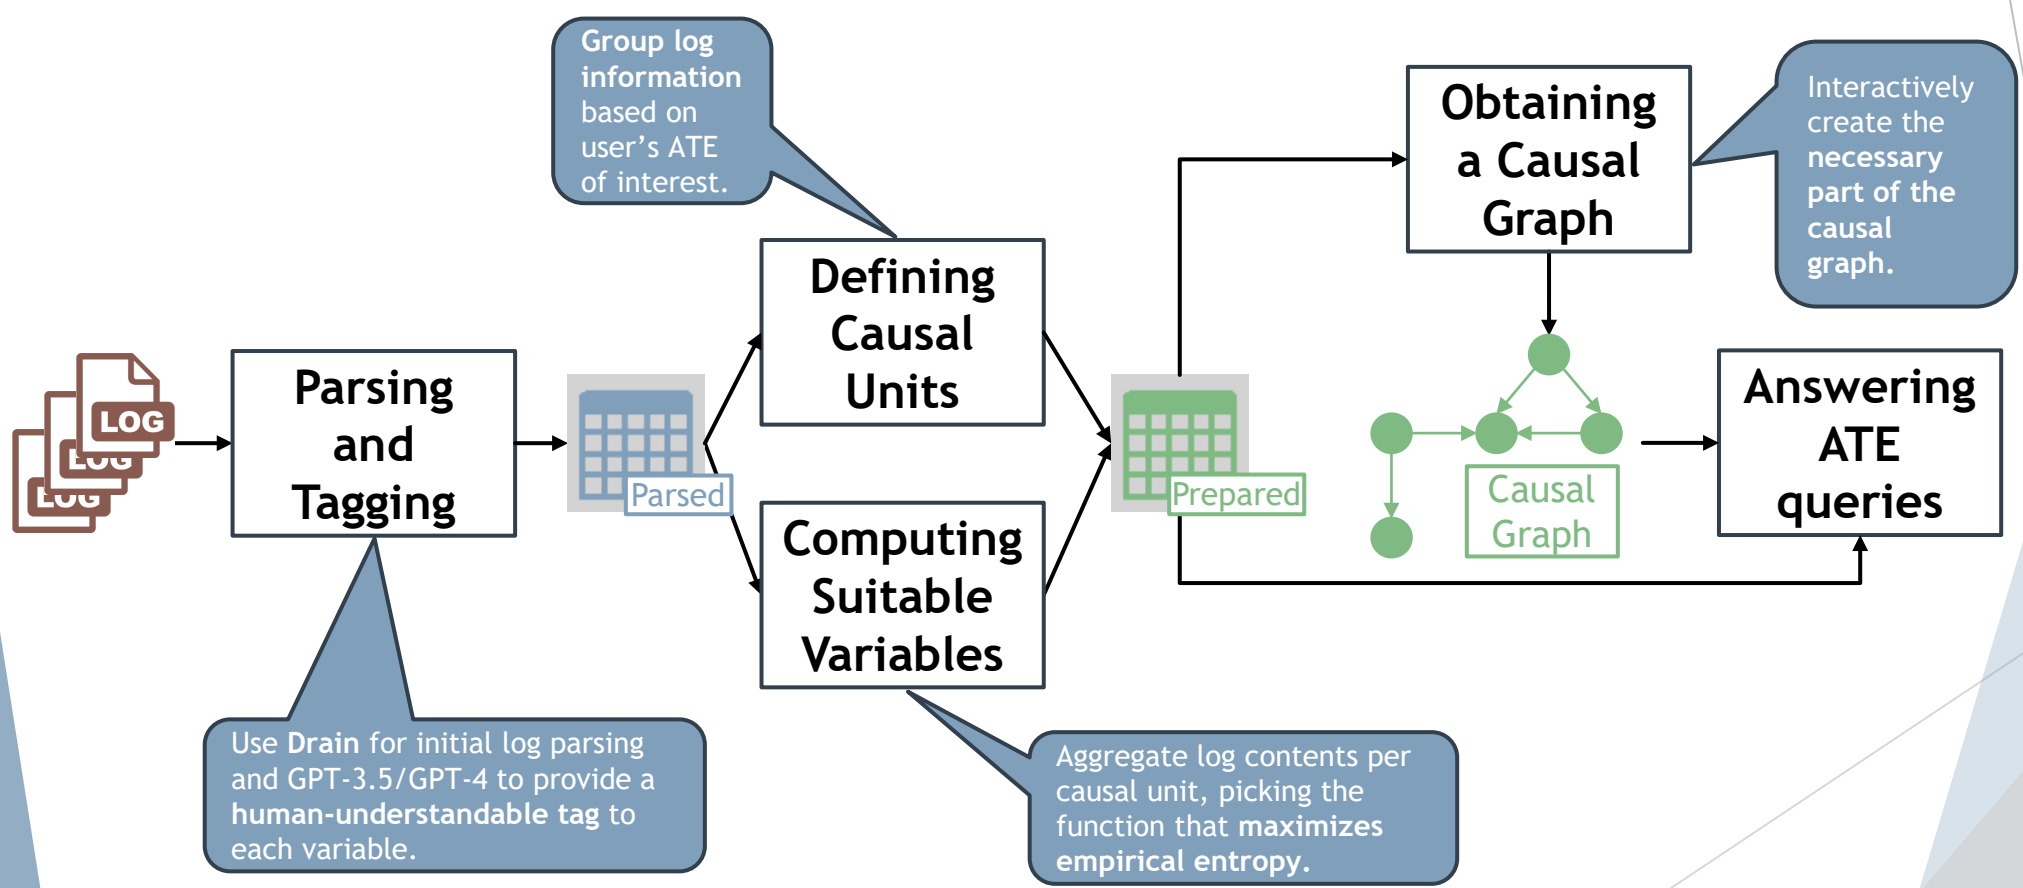 Group log
information
based on
user's ATE
of interest.
Obtaining
a Causal
Graph
Interactively
create the
necessary
part of the
causal
graph.
Defining
Causal
Units
LOG
LOG
LOG
Parsing
and
Tagging
Parsed
Prepared
Causal
Graph
Answering
ATE
queries
Computing
Suitable
Variables
Use Drain for initial log parsing
and GPT-3.5/GPT-4 to provide a
human-understandable tag to
each variable.
Aggregate log contents per
causal unit, picking the
function that maximizes
empirical entropy.